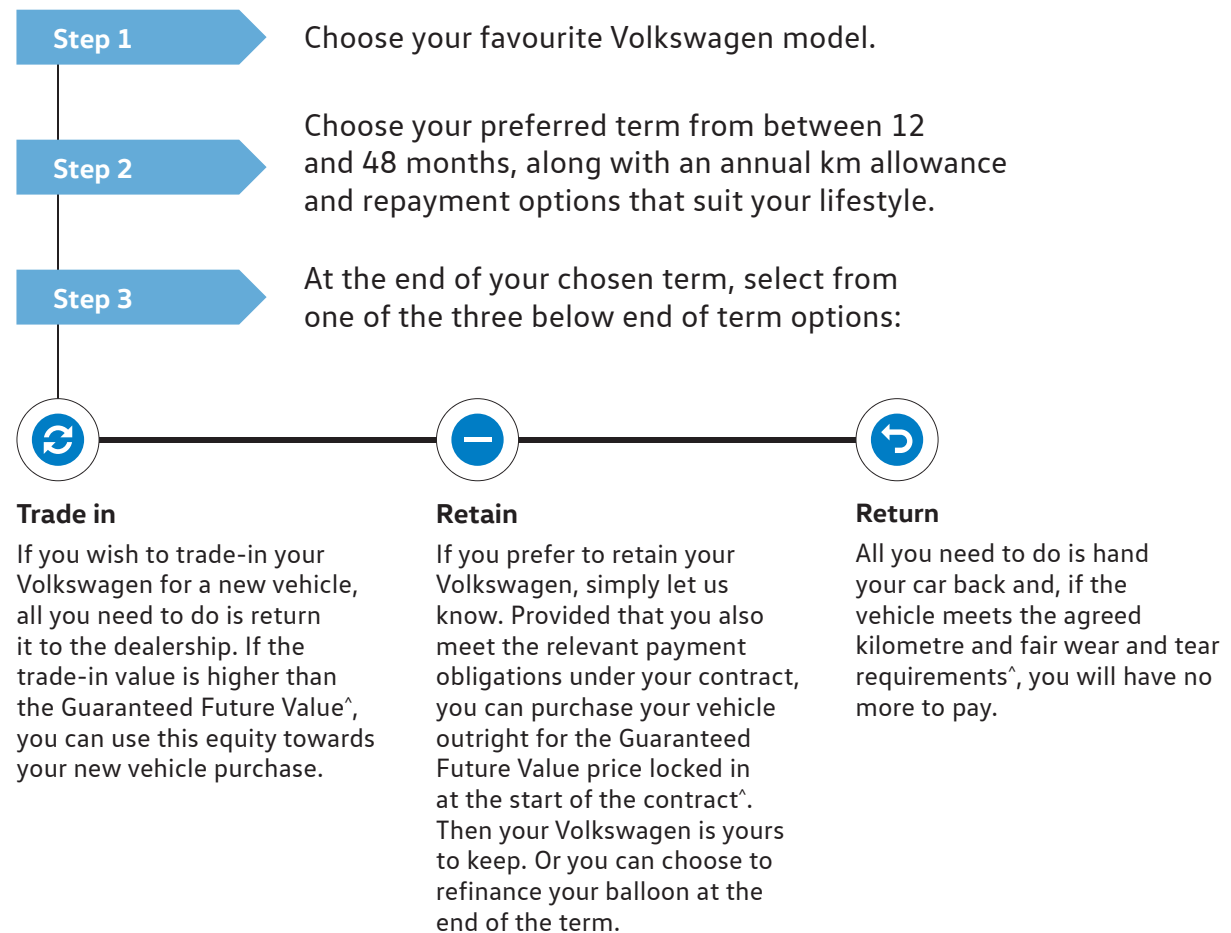 Step 1
Choose your favourite Volkswagen model.
Step 2
Choose your preferred term from between 12
and 48 months, along with an annual km allowance
and repayment options that suit your lifestyle.
Step 3
At the end of your chosen term, select from
one of the three below end of term options:
Trade in
If you wish to trade-in your
Volkswagen for a new vehicle,
all you need to do is return
it to the dealership. If the
trade-in value is higher than
the Guaranteed Future Value^,
you can use this equity towards
your new vehicle purchase.
Retain
If you prefer to retain your
Volkswagen, simply let us
know. Provided that you also
meet the relevant payment
obligations under your contract,
you can purchase your vehicle
outright for the Guaranteed
Future Value price locked in
at the start of the contract^.
Then your Volkswagen is yours
to keep. Or you can choose to
refinance your balloon at the
end of the term.
Return
All you need to do is hand
your car back and, if the
vehicle meets the agreed
kilometre and fair wear and tear
requirements^, you will have no
more to pay.